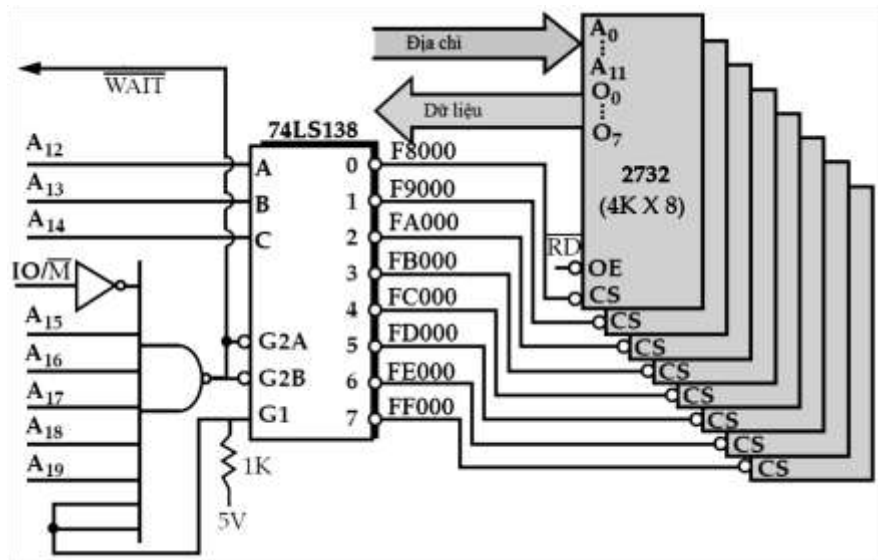 Địa chỉ
A0
A11
O0
O7
WAIT
Dữ liệu
74LS138
2732
(4K X 8)
A12
A13
A14
A
B
C
0
1
2
3
4
5
6
7
F8000
F9000
FA000
FB000
FC000
FD000
FE000
FF000
RD
OE
CS
CS
CS
CS
CS
CS
CS
CS
IO/M
A15
A16
A17
A18
A19
G2A
G2B
G1
1K
5V